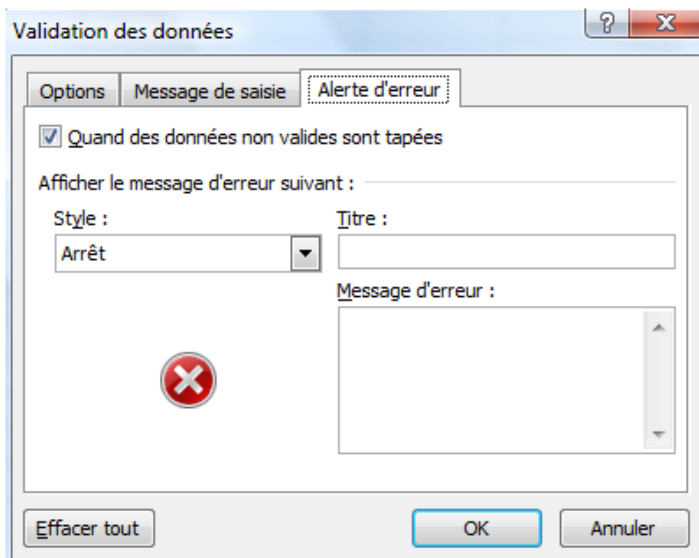 Validation des données
?
Options Message de saisie Alerte d'erreur
Quand des données non valides sont tapées
Afficher le message d'erreur suivant :
Style : Titre :
Arrêt
Message d'erreur :
Effacer tout OK Annuler